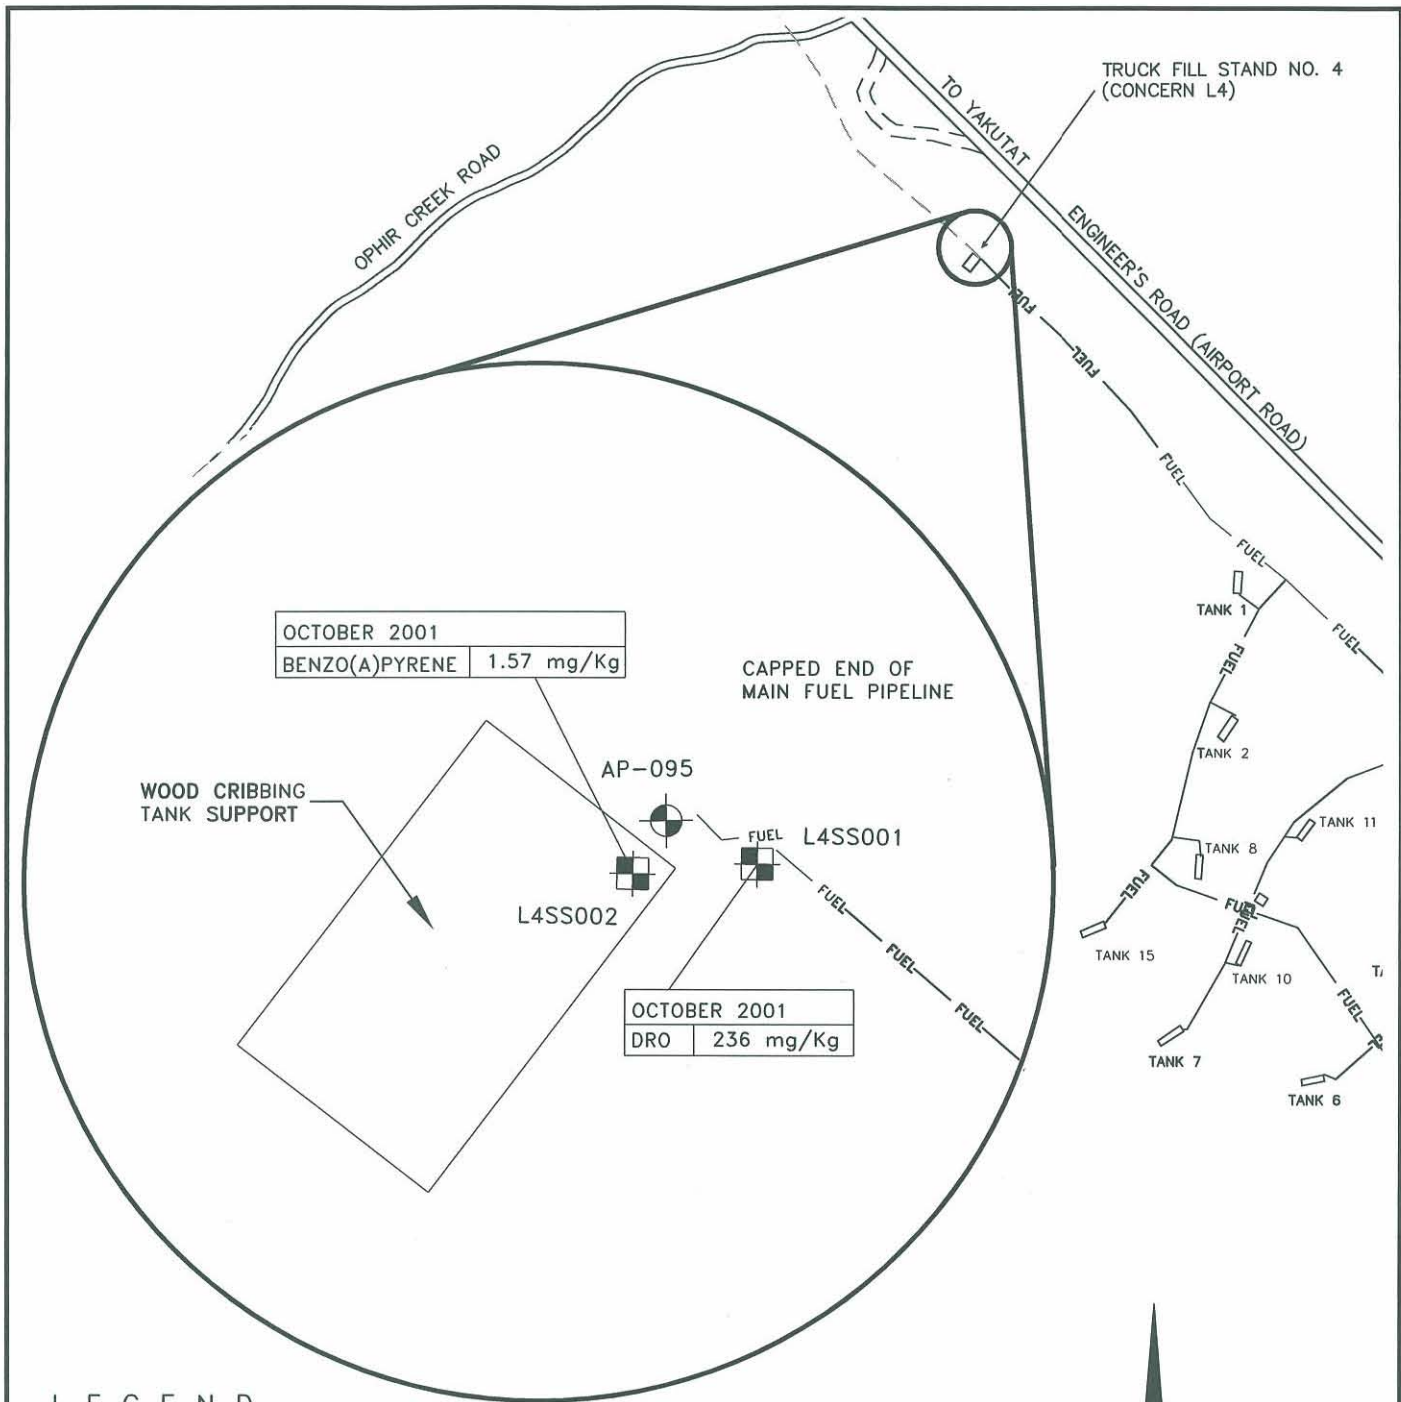 TRUCK FILL STAND NO. 4
(CONCERN L4)
TO YAKUTAT
OPHIR CREEK ROAD
ENGINEER'S ROAD (AIRPORT ROAD)
FUEL
FUEL
FUEL
FUEL
TANK 1
FUEL
FUEL
OCTOBER 2001
BENZO(A)PYRENE 1.57 mg/Kg
CAPPED END OF
MAIN FUEL PIPELINE
TANK 2
WOOD CRIBBING
TANK SUPPORT
AP-095
FUEL
L4SS001
TANK 11
TANK 8
L4SS002
FUEL
FUEL
FUEL
FUEL
TANK 15
FUEL
TANK 10
FUEL
FUEL
OCTOBER 2001
DRO 236 mg/Kg
TANK 7
TANK 6
LEGEND